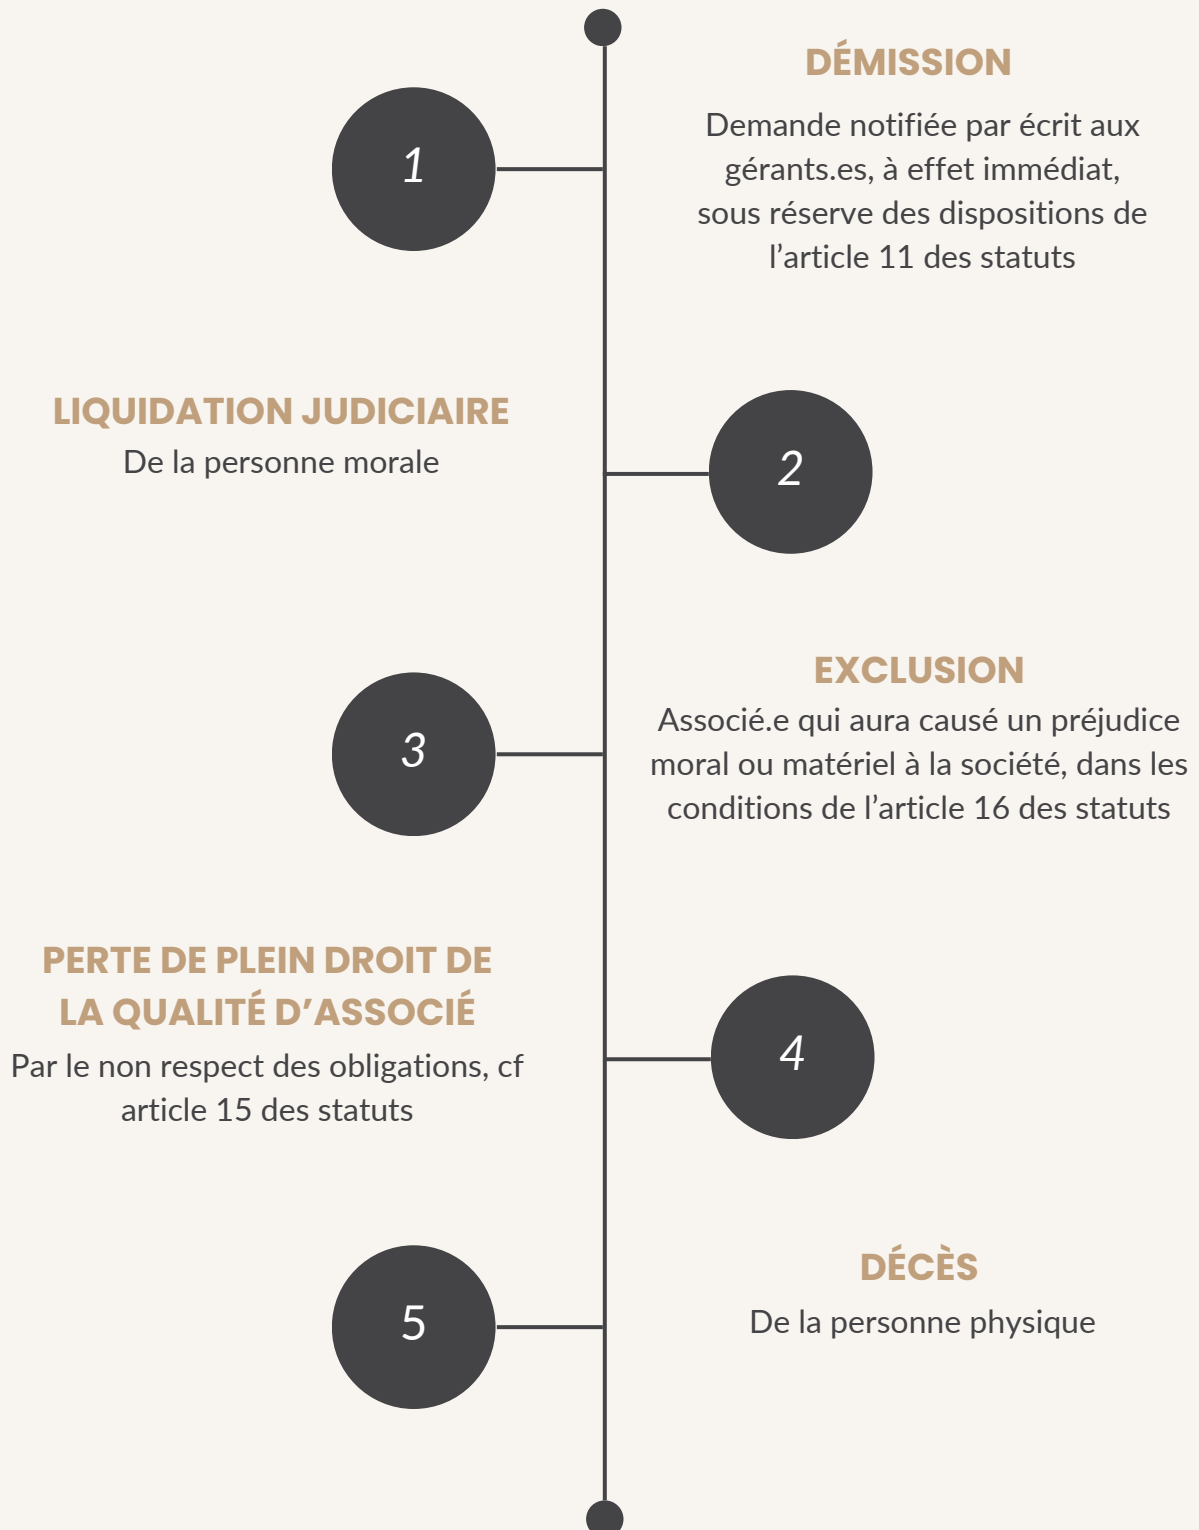 1
DÉMISSION
Demande notifiée par écrit aux
gérants.es, à effet immédiat,
sous réserve des dispositions de
l’article 11 des statuts
LIQUIDATION JUDICIAIRE
De la personne morale
2
3
EXCLUSION
Associé.e qui aura causé un préjudice
moral ou matériel à la société, dans les
conditions de l’article 16 des statuts
PERTE DE PLEIN DROIT DE
LA QUALITÉ D’ASSOCIÉ
Par le non respect des obligations, cf
article 15 des statuts
4
5
DÉCÈS
De la personne physique